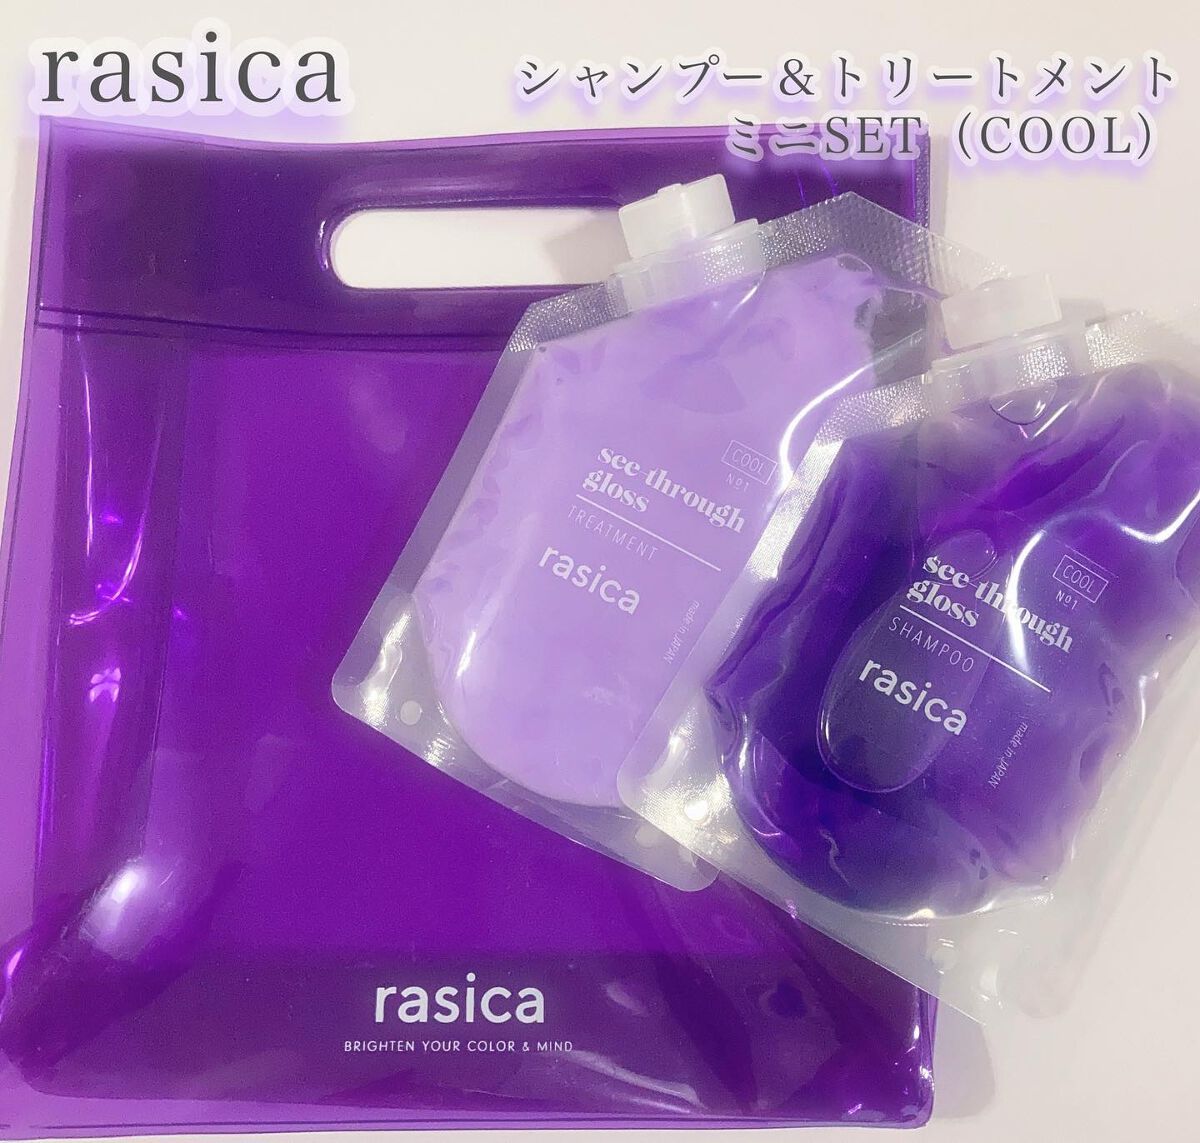 rasica
シャンプー＆トリートメント
ミニSET（COOL）
see-through
gloss
COOL
Nº1
TREATMENT
rasica
made in JAPAN
see-through
gloss
COOL
Nº1
SHAMPOO
rasica
made in JAPAN
rasica
BRIGHTEN YOUR COLOR & MIND